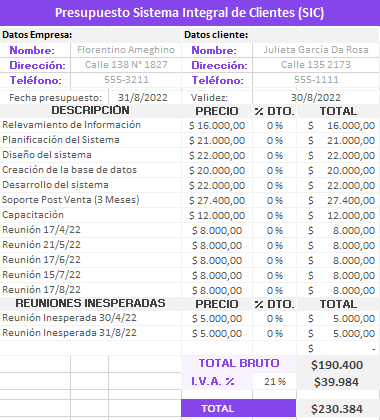 Presupuesto Sistema Integral de Clientes (SIC)
Datos Empresa: Datos cliente:
Nombre: Florentino Ameghino Nombre: Julieta García Da Rosa
Dirección: Calle 138 N° 1827 Dirección: Calle 135 2173
Teléfono: 555-3211 Teléfono: 555-1111
Fecha presupuesto: 31/8/2022 Validez: 30/8/2022
DESCRIPCIÓN PRECIO % DTO. TOTAL
Relevamiento de Información $ 16.000,00 0 % $ 16.000,00
Planificación del Sistema $ 21.000,00 0 % $ 21.000,00
Diseño del sistema $ 22.000,00 0 % $ 22.000,00
Creación de la base de datos $ 20.000,00 0 % $ 20.000,00
Desarrollo del sistema $ 22.000,00 0 % $ 22.000,00
Soporte Post Venta (3 Meses) $ 27.400,00 0 % $ 27.400,00
Capacitación $ 12.000,00 0 % $ 12.000,00
Reunión 17/4/22 $ 8.000,00 0 % $ 8.000,00
Reunión 21/5/22 $ 8.000,00 0 % $ 8.000,00
Reunión 17/6/22 $ 8.000,00 0 % $ 8.000,00
Reunión 15/7/22 $ 8.000,00 0 % $ 8.000,00
Reunión 17/8/22 $ 8.000,00 0 % $ 8.000,00
REUNIONES INESPERADAS PRECIO % DTO. TOTAL
Reunión Inesperada 30/4/22 $ 5.000,00 0 % $ 5.000,00
Reunión Inesperada 31/8/22 $ 5.000,00 0 % $ 5.000,00
$ -
TOTAL BRUTO $190.400
I.V.A. % 21 % $39.984
TOTAL $230.384